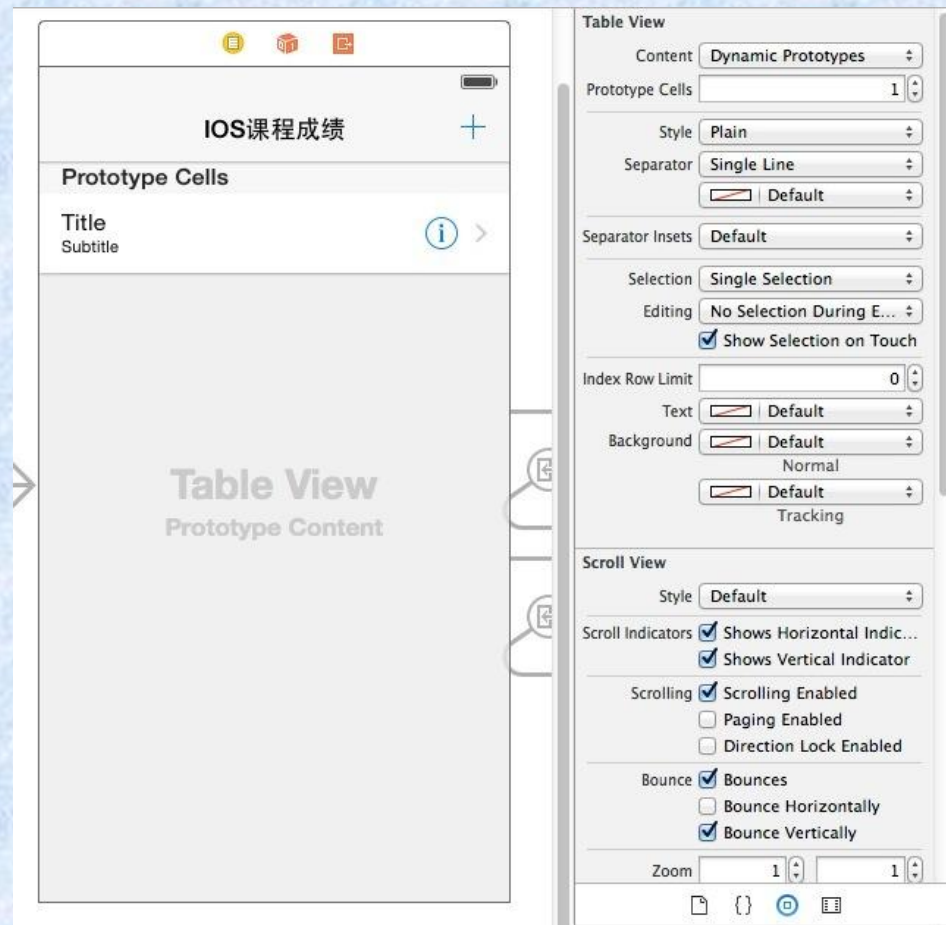 IOS课程成绩
Prototype Cells
Title
Subtitle
Table View
Prototype Content
Table View
Content Dynamic Prototypes
Prototype Cells 1
Style Plain
Separator Single Line
Default
Separator Insets Default
Selection Single Selection
Editing No Selection During E...
Show Selection on Touch
Index Row Limit 0
Text Default
Background Default
Normal
Default
Tracking
Scroll View
Style Default
Scroll Indicators Shows Horizontal Indic...
Shows Vertical Indicator
Scrolling Scrolling Enabled
Paging Enabled
Direction Lock Enabled
Bounce Bounces
Bounce Horizontally
Bounce Vertically
Zoom 1 1